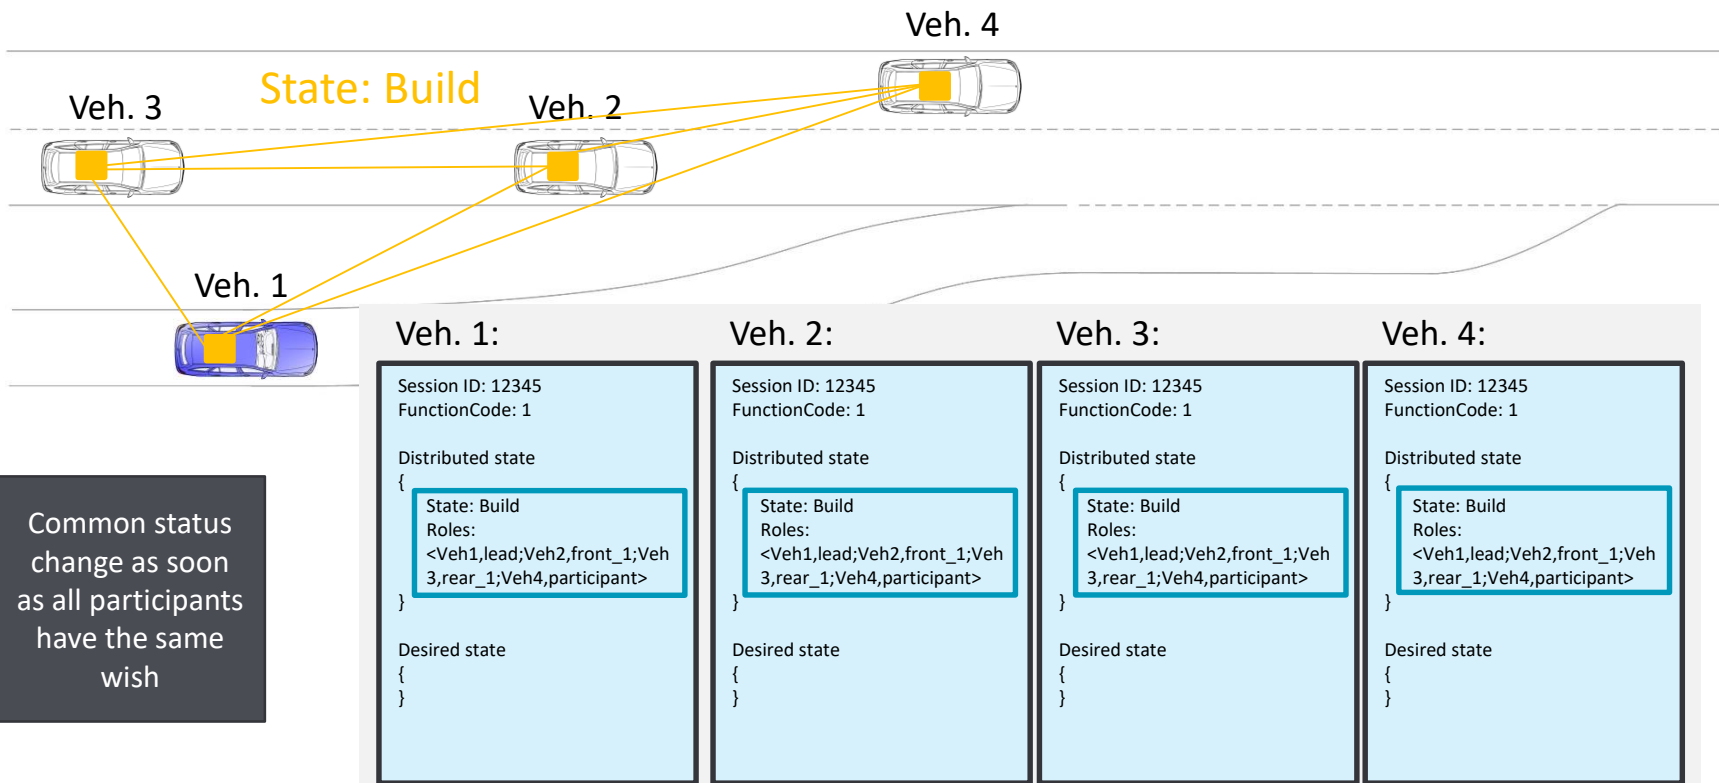 Veh. 4
State: Build
Veh. 3
Veh. 2
Veh. 1
Common status
change as soon
as all participants
have the same
wish
Veh. 1:
Session ID: 12345
FunctionCode: 1
Distributed state
{
State: Build
Roles:
<Veh1,lead;Veh2,front_1;Veh
3,rear_1;Veh4,participant>
}
Desired state
{
}
Veh. 2:
Session ID: 12345
FunctionCode: 1
Distributed state
{
State: Build
Roles:
<Veh1,lead;Veh2,front_1;Veh
3,rear_1;Veh4,participant>
}
Desired state
{
}
Veh. 3:
Session ID: 12345
FunctionCode: 1
Distributed state
{
State: Build
Roles:
<Veh1,lead;Veh2,front_1;Veh
3,rear_1;Veh4,participant>
}
Desired state
{
}
Veh. 4:
Session ID: 12345
FunctionCode: 1
Distributed state
{
State: Build
Roles:
<Veh1,lead;Veh2,front_1;Veh
3,rear_1;Veh4,participant>
}
Desired state
{
}